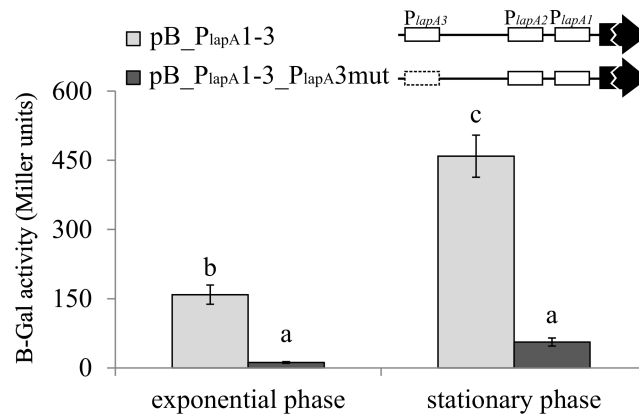 PlapA3 PlapA2 PlapA1
pB_PlapA1-3
pB_PlapA1-3_PlapA3mut
B-Gal activity (Miller units)
600
450
300
150
0
b
a
c
a
exponential phase
stationary phase